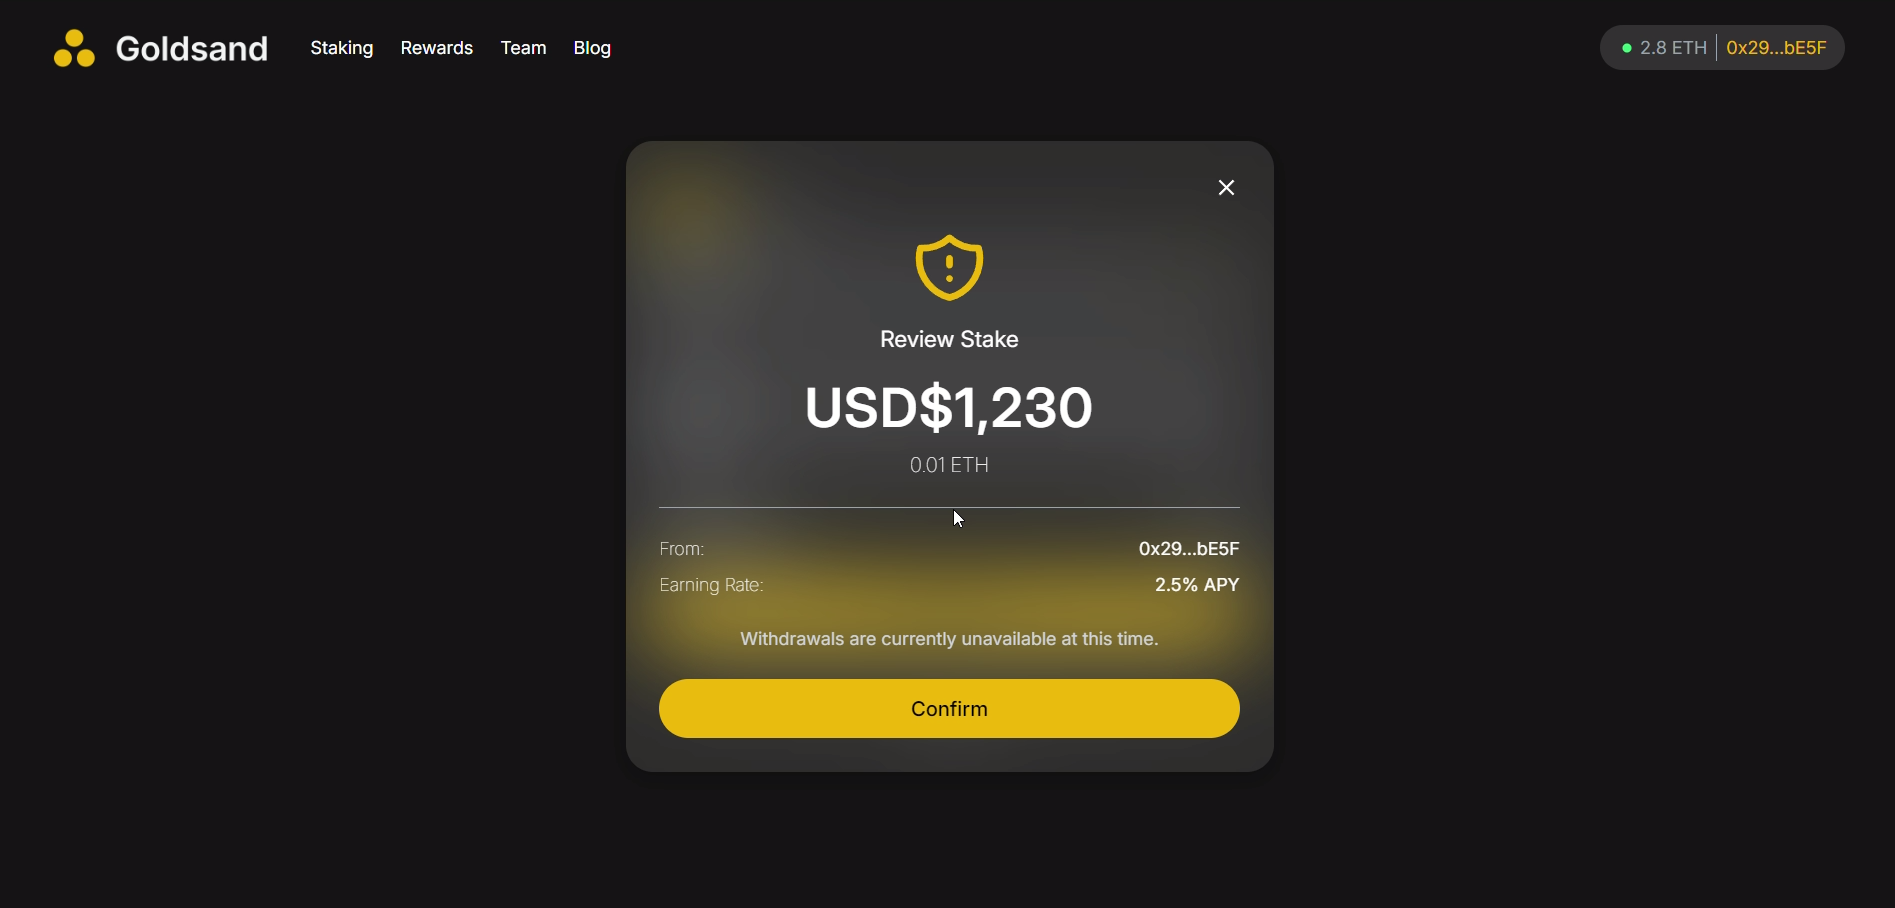 Goldsand
Staking Rewards Team Blog
2.8 ETH 0x29...bE5F
Review Stake
USD$1,230
0.01 ETH
From: 0x29...bE5F
Earning Rate: 2.5% APY
Withdrawals are currently unavailable at this time.
Confirm